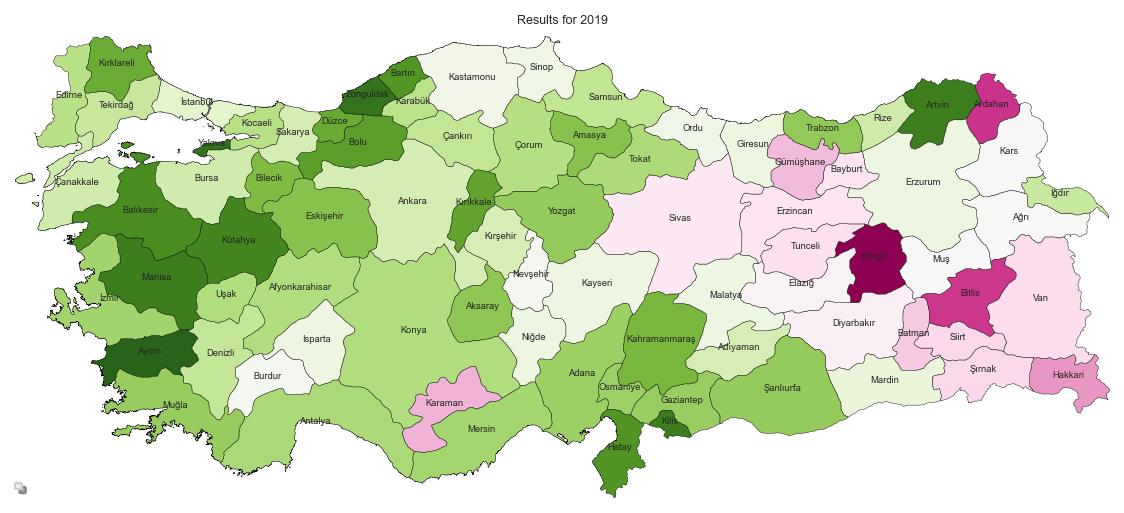 Results for 2019
Kırklareli
Edirne
Tekirdağ
İstanbul
Kocaeli
Yalova
Sakarya
Düzce
Zonguldak
Bartın
Karabük
Kastamonu
Sinop
Samsun
Bolu
Çankırı
Çorum
Amasya
Tokat
Ordu
Giresun
Trabzon
Gümüşhane
Bayburt
Rize
Artvin
Ardahan
Kars
Erzurum
Iğdır
Ağrı
Çanakkale
Balıkesir
Bursa
Bilecik
Eskişehir
Kütahya
Ankara
Kırıkkale
Yozgat
Sivas
Erzincan
Tunceli
Bingöl
Muş
Bitlis
Van
Manisa
İzmir
Uşak
Afyonkarahisar
Kırşehir
Nevşehir
Aksaray
Konya
Kayseri
Niğde
Malatya
Elazığ
Diyarbakır
Batman
Siirt
Şırnak
Hakkari
Mardin
Aydın
Denizli
Isparta
Burdur
Muğla
Antalya
Karaman
Mersin
Adana
Osmaniye
Kahramanmaraş
Adıyaman
Gaziantep
Şanlıurfa
Kilis
Hatay